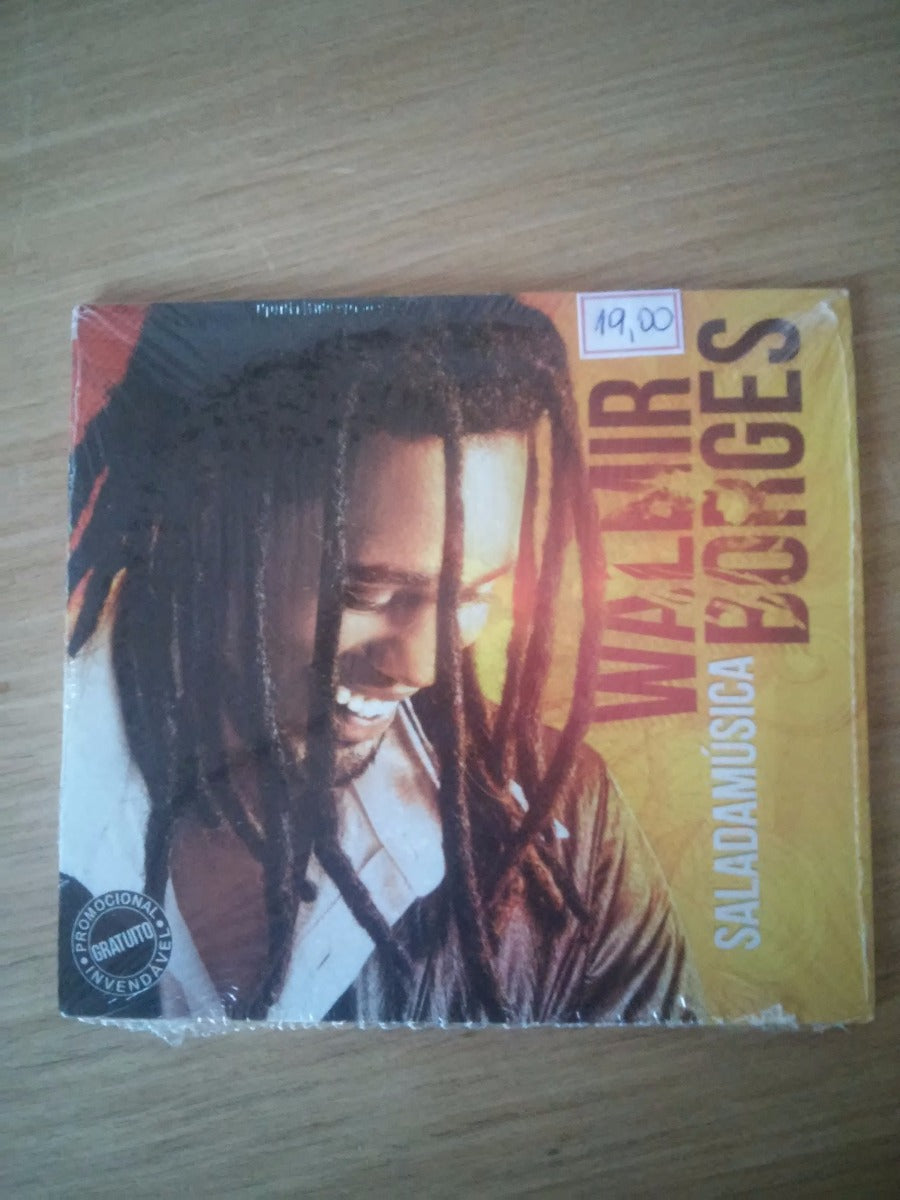 19,00
WALMIR
BORGES
SALADAMÚSICA
PROMOCIONAL
GRATUITO
INVENDÁVEL